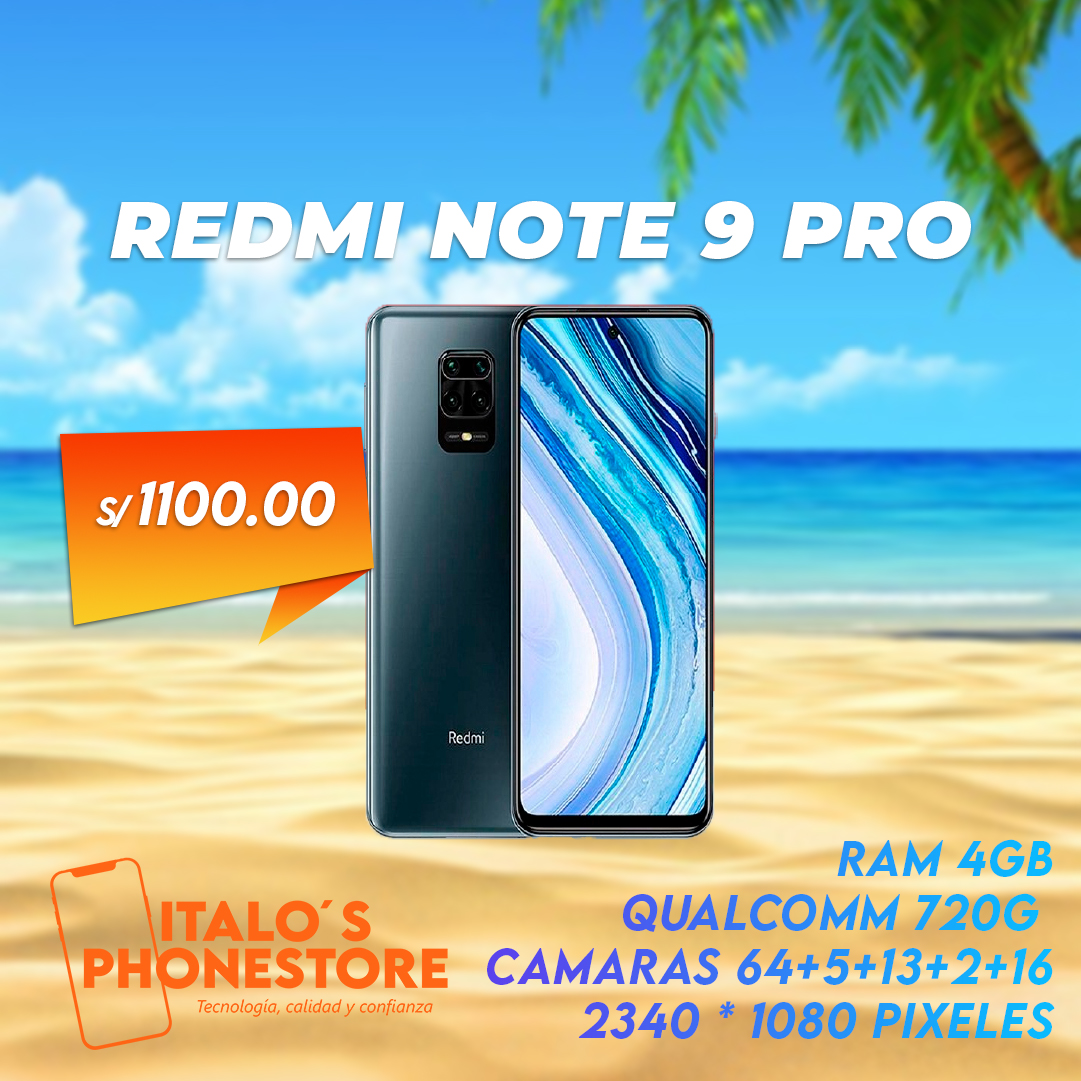 REDMI NOTE 9 PRO
S/ 1100.00
Redmi
RAM 4GB
QUALCOMM 720G
CAMARAS 64+5+13+2+16
2340 * 1080 PIXELES
ITALO´S
PHONESTORE
Tecnología, calidad y confianza